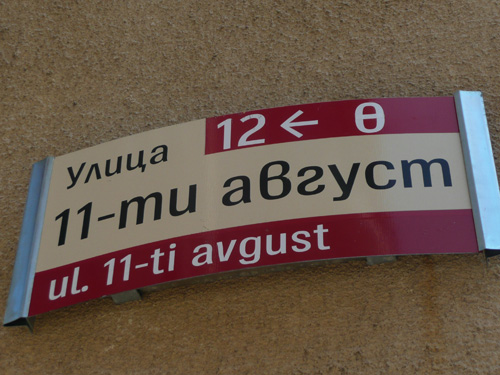 12 ← θ
Улица
11-ти август
ul. 11-ti avgust